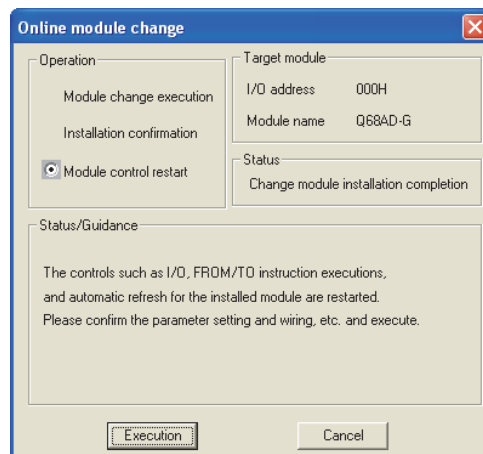 Online module change
Operation
Module change execution
Installation confirmation
Module control restart
Target module
I/O address 000H
Module name Q68AD-G
Status
Change module installation completion
Status/Guidance
The controls such as I/O, FROM/TO instruction executions,
and automatic refresh for the installed module are restarted.
Please confirm the parameter setting and wiring, etc. and execute.
Execution
Cancel